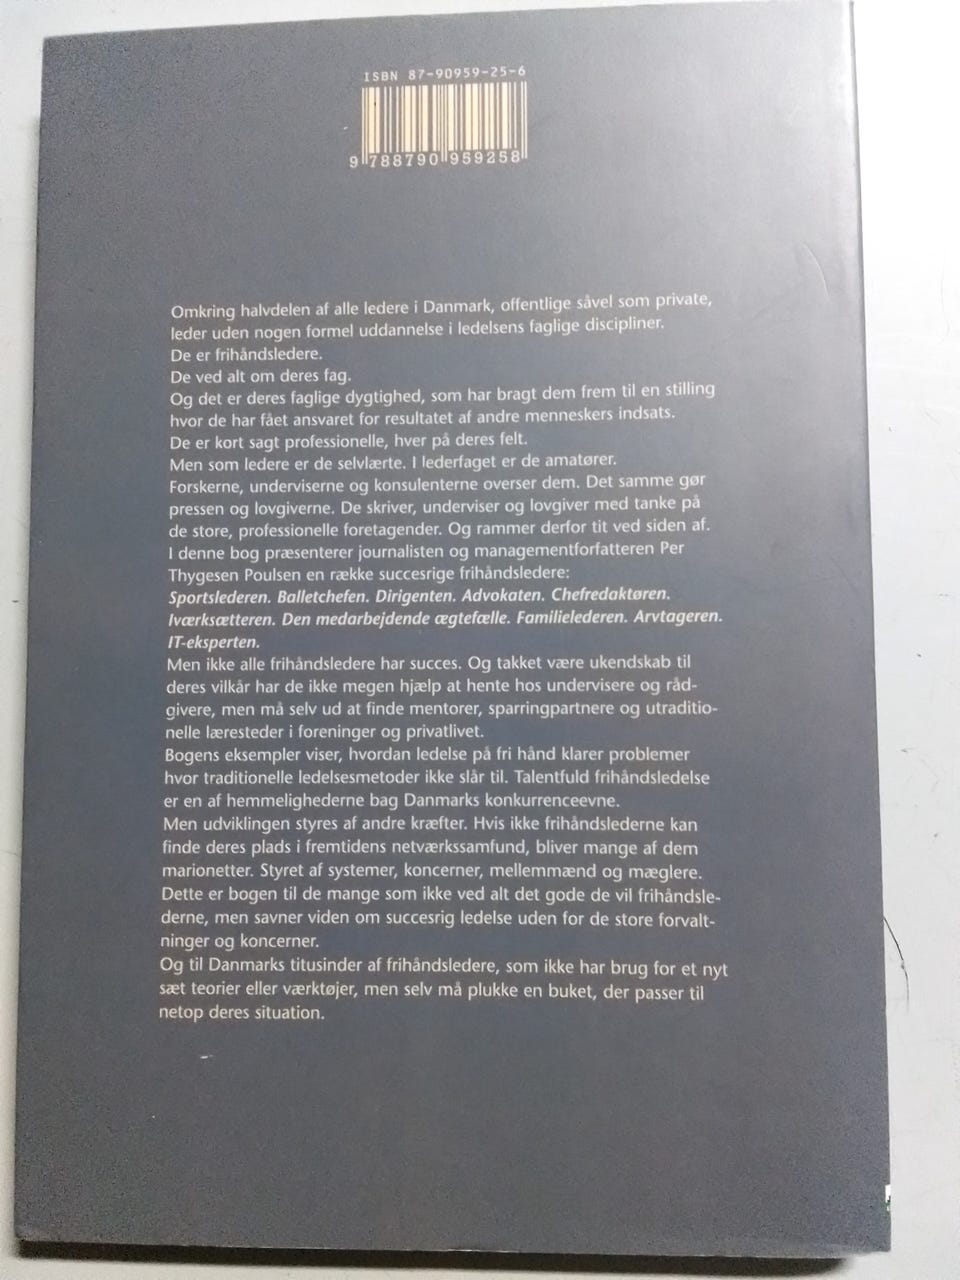 ISBN 87-90959-25-6
9 788790 959258
Omkring halvdelen af alle ledere i Danmark, offentlige såvel som private,
leder uden nogen formel uddannelse i ledelsens faglige discipliner.
De er frihåndsledere.
De ved alt om deres fag.
Og det er deres faglige dygtighed, som har bragt dem frem til en stilling
hvor de har fået ansvaret for resultatet af andre menneskers indsats.
De er kort sagt professionelle, hver på deres felt.
Men som ledere er de selvlærte. I lederfaget er de amatører.
Forskerne, underviserne og konsulenterne overser dem. Det samme gør
pressen og lovgiverne. De skriver, underviser og lovgiver med tanke på
de store, professionelle foretagender. Og rammer derfor tit ved siden af.
I denne bog præsenterer journalisten og managementforfatteren Per
Thygesen Poulsen en række succesrige frihåndsledere:
Sportslederen. Balletchefen. Dirigenten. Advokaten. Chefredaktøren.
Iværksætteren. Den medarbejdende ægtefælle. Familielederen. Arvtageren.
IT-eksperten.
Men ikke alle frihåndsledere har succes. Og takket være ukendskab til
deres vilkår har de ikke megen hjælp at hente hos undervisere og råd-
givere, men må selv ud at finde mentorer, sparringpartnere og utraditio-
nelle læresteder i foreninger og privatlivet.
Bogens eksempler viser, hvordan ledelse på fri hånd klarer problemer
hvor traditionelle ledelsesmetoder ikke slår til. Talentfuld frihåndsledelse
er en af hemmelighederne bag Danmarks konkurrenceevne.
Men udviklingen styres af andre kræfter. Hvis ikke frihåndslederne kan
finde deres plads i fremtidens netværkssamfund, bliver mange af dem
marionetter. Styret af systemer, koncerner, mellemmænd og mæglere.
Dette er bogen til de mange som ikke ved alt det gode de vil frihåndsle-
derne, men savner viden om succesrig ledelse uden for de store forvalt-
ninger og koncerner.
Og til Danmarks titusinder af frihåndsledere, som ikke har brug for et nyt
sæt teorier eller værktøjer, men selv må plukke en buket, der passer til
netop deres situation.